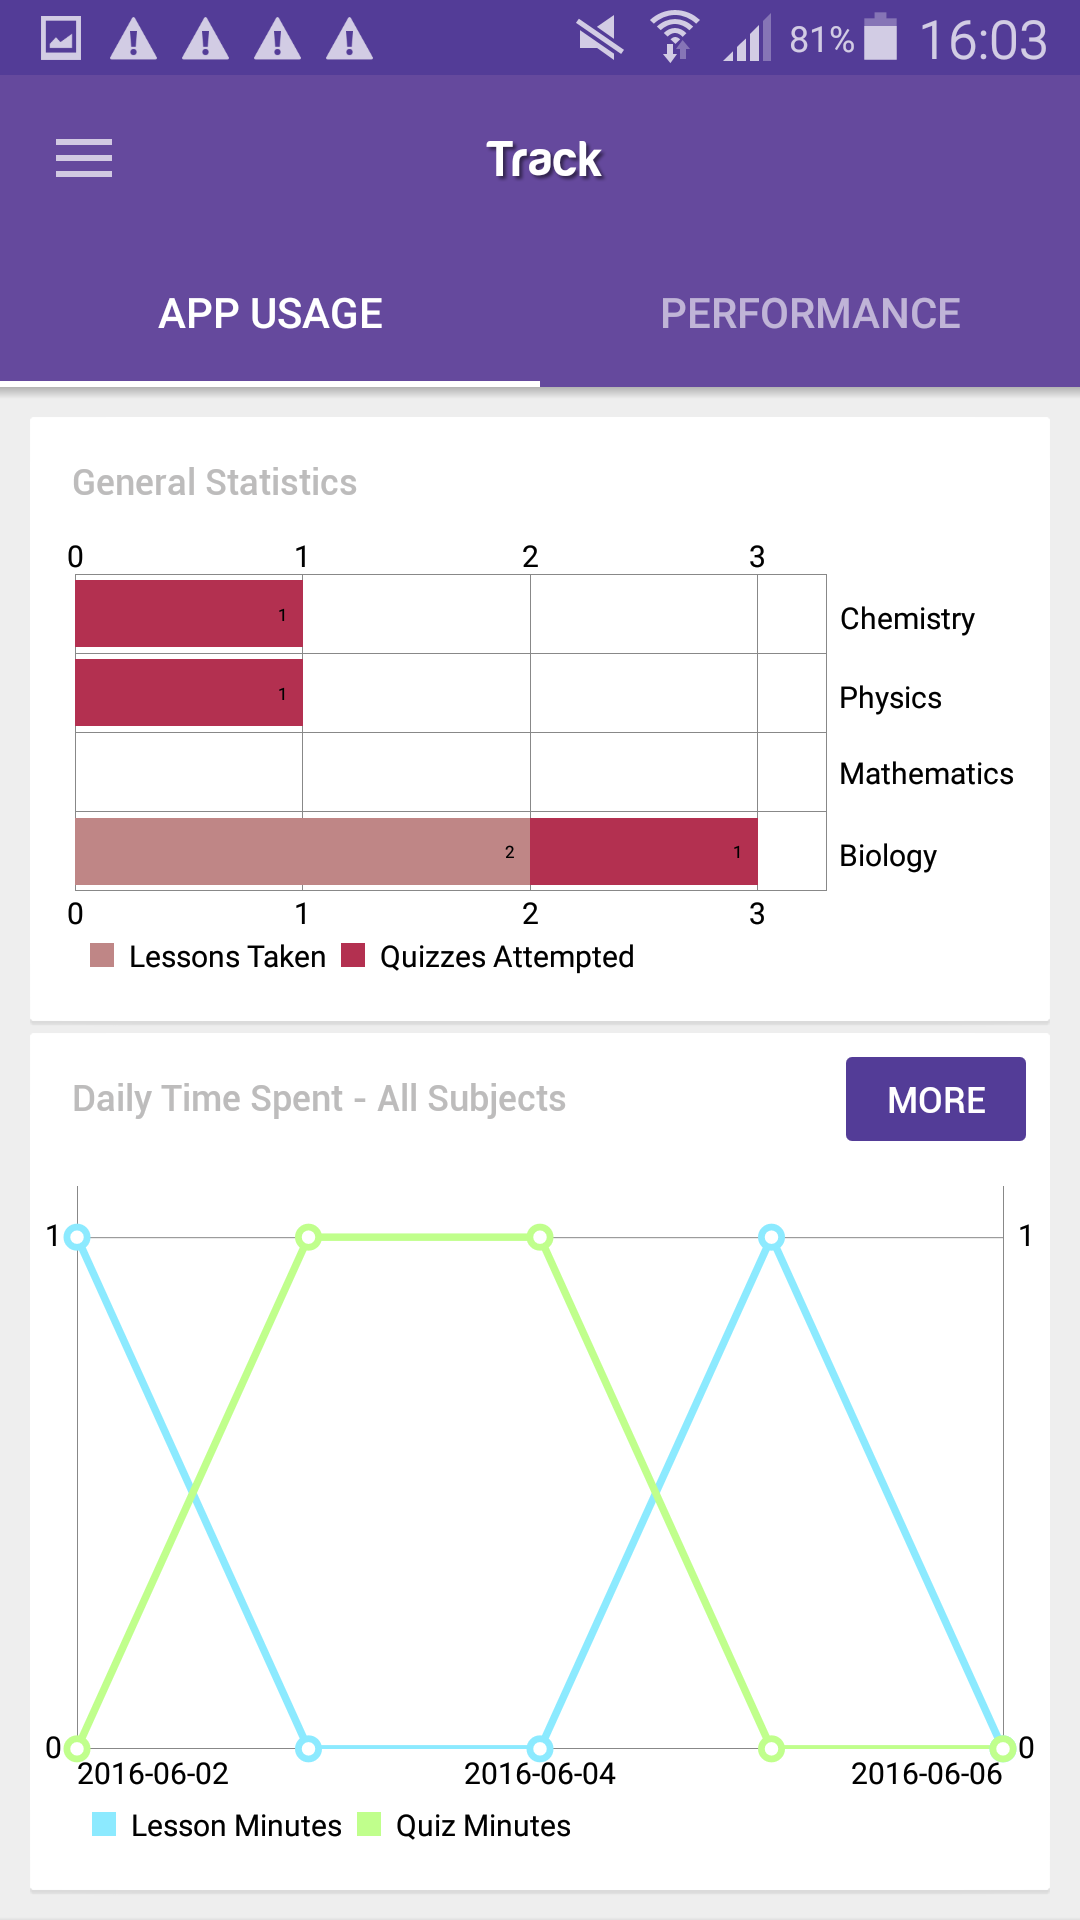 81% 16:03
Track
APP USAGE PERFORMANCE
General Statistics
0 1 2 3
1 Chemistry
1 Physics
Mathematics
2 1 Biology
0 1 2 3
Lessons Taken Quizzes Attempted
Daily Time Spent - All Subjects MORE
1 1
0 0
2016-06-02 2016-06-04 2016-06-06
Lesson Minutes Quiz Minutes